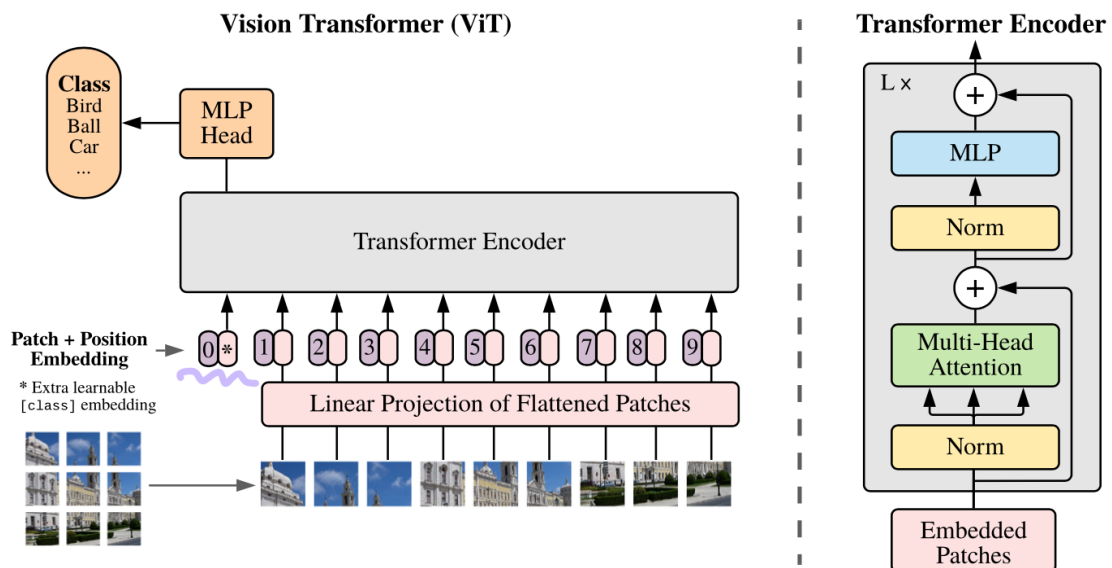 Vision Transformer (ViT)
Class
Bird
Ball
Car
...
MLP
Head
Transformer Encoder
Patch + Position
Embedding
* Extra learnable
[class] embedding
0 * 1 2 3 4 5 6 7 8 9
Linear Projection of Flattened Patches
Transformer Encoder
L ×
+
MLP
Norm
+
Multi-Head
Attention
Norm
Embedded
Patches